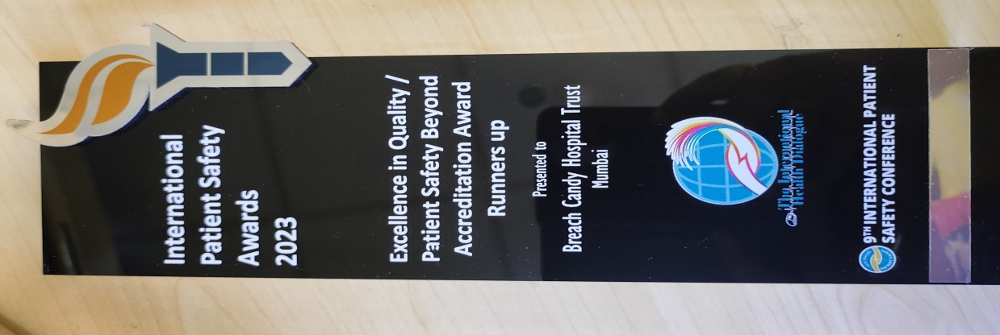 International
Patient Safety
Awards
2023
Excellence in Quality /
Patient Safety Beyond
Accreditation Award
Runners up
Presented to
Breach Candy Hospital Trust
Mumbai
The International
Health Dialogue
9TH INTERNATIONAL PATIENT
SAFETY CONFERENCE